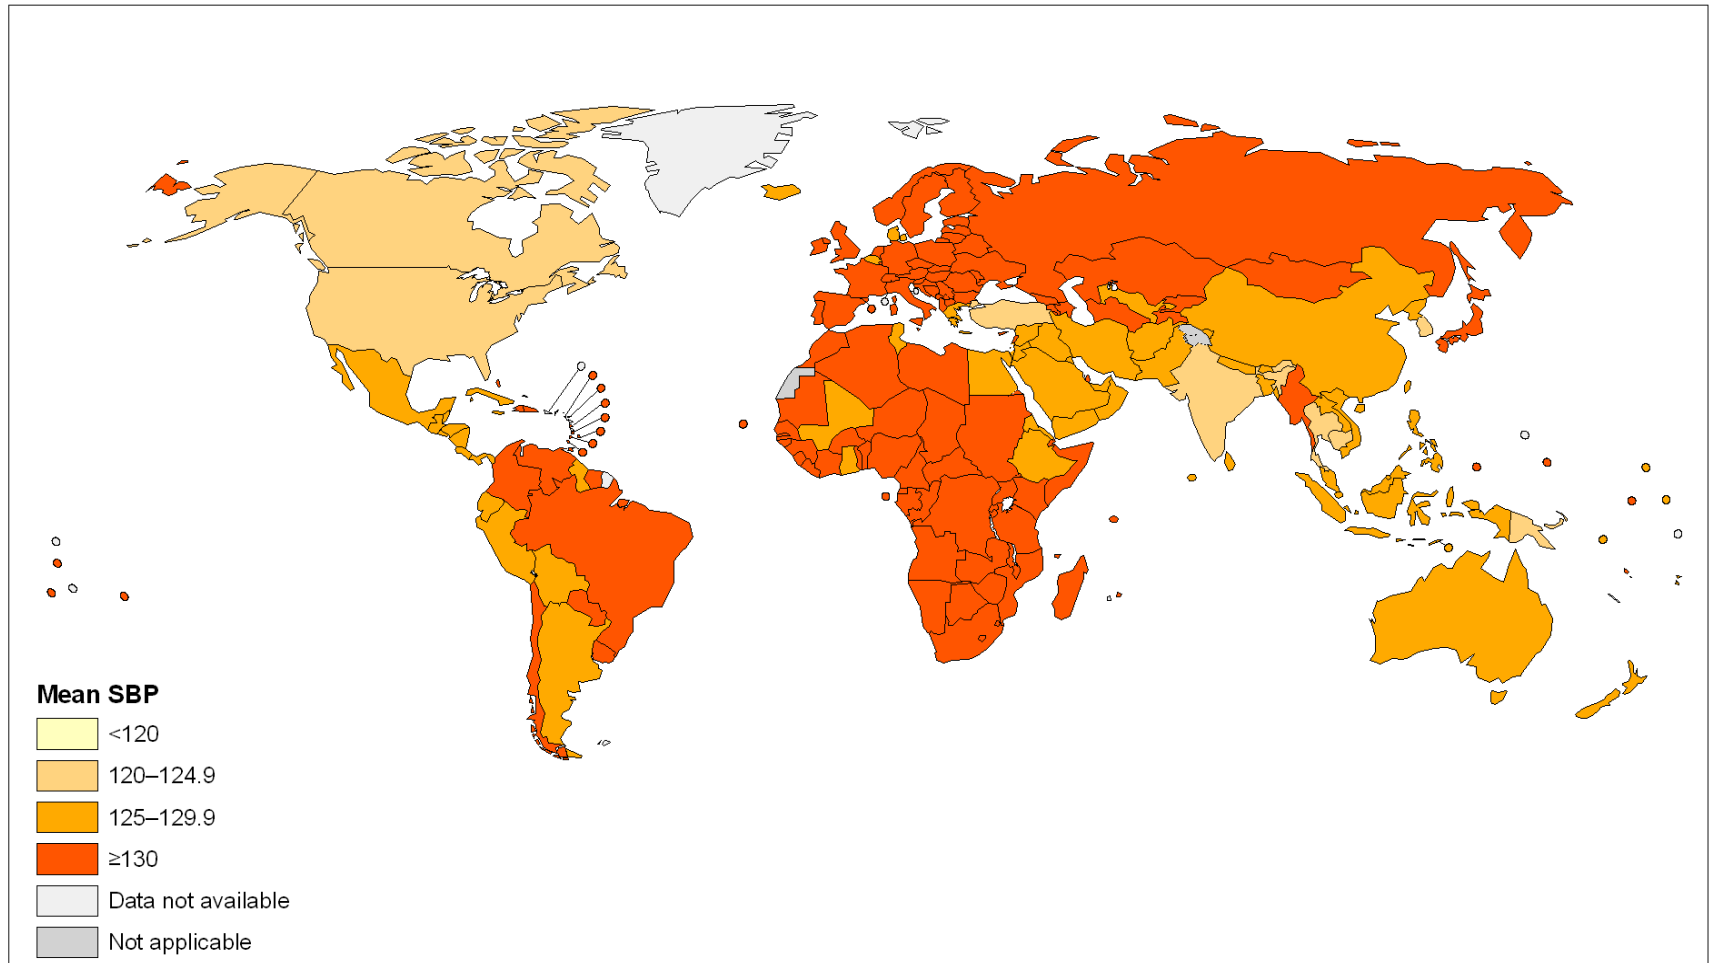 Mean SBP
<120
120–124.9
125–129.9
≥130
Data not available
Not applicable